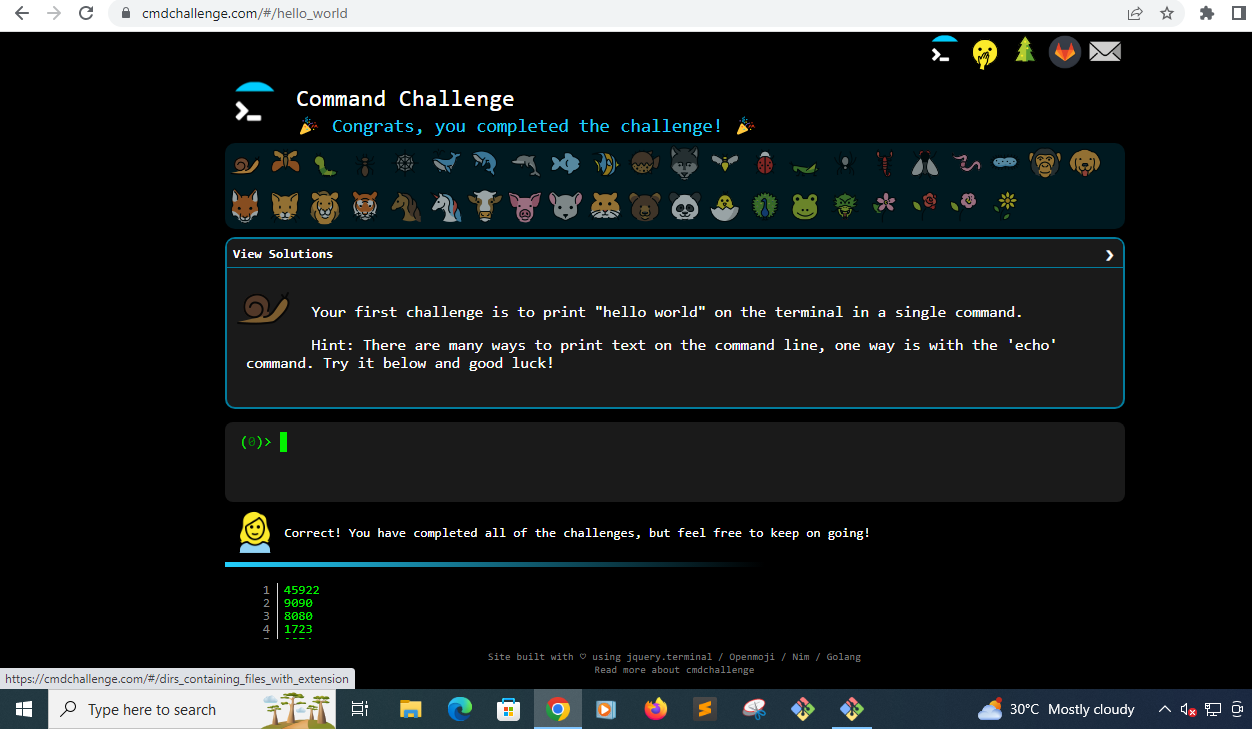 cmdchallenge.com/#/hello_world
Command Challenge
Congrats, you completed the challenge!
View Solutions
Your first challenge is to print "hello world" on the terminal in a single command.
Hint: There are many ways to print text on the command line, one way is with the 'echo'
command. Try it below and good luck!
(0)>
Correct! You have completed all of the challenges, but feel free to keep on going!
1 45922
2 9090
3 8080
4 1723
Site built with ♡ using jquery.terminal / Openmoji / Nim / Golang
Read more about cmdchallenge
https://cmdchallenge.com/#/dirs_containing_files_with_extension
Type here to search
30°C Mostly cloudy